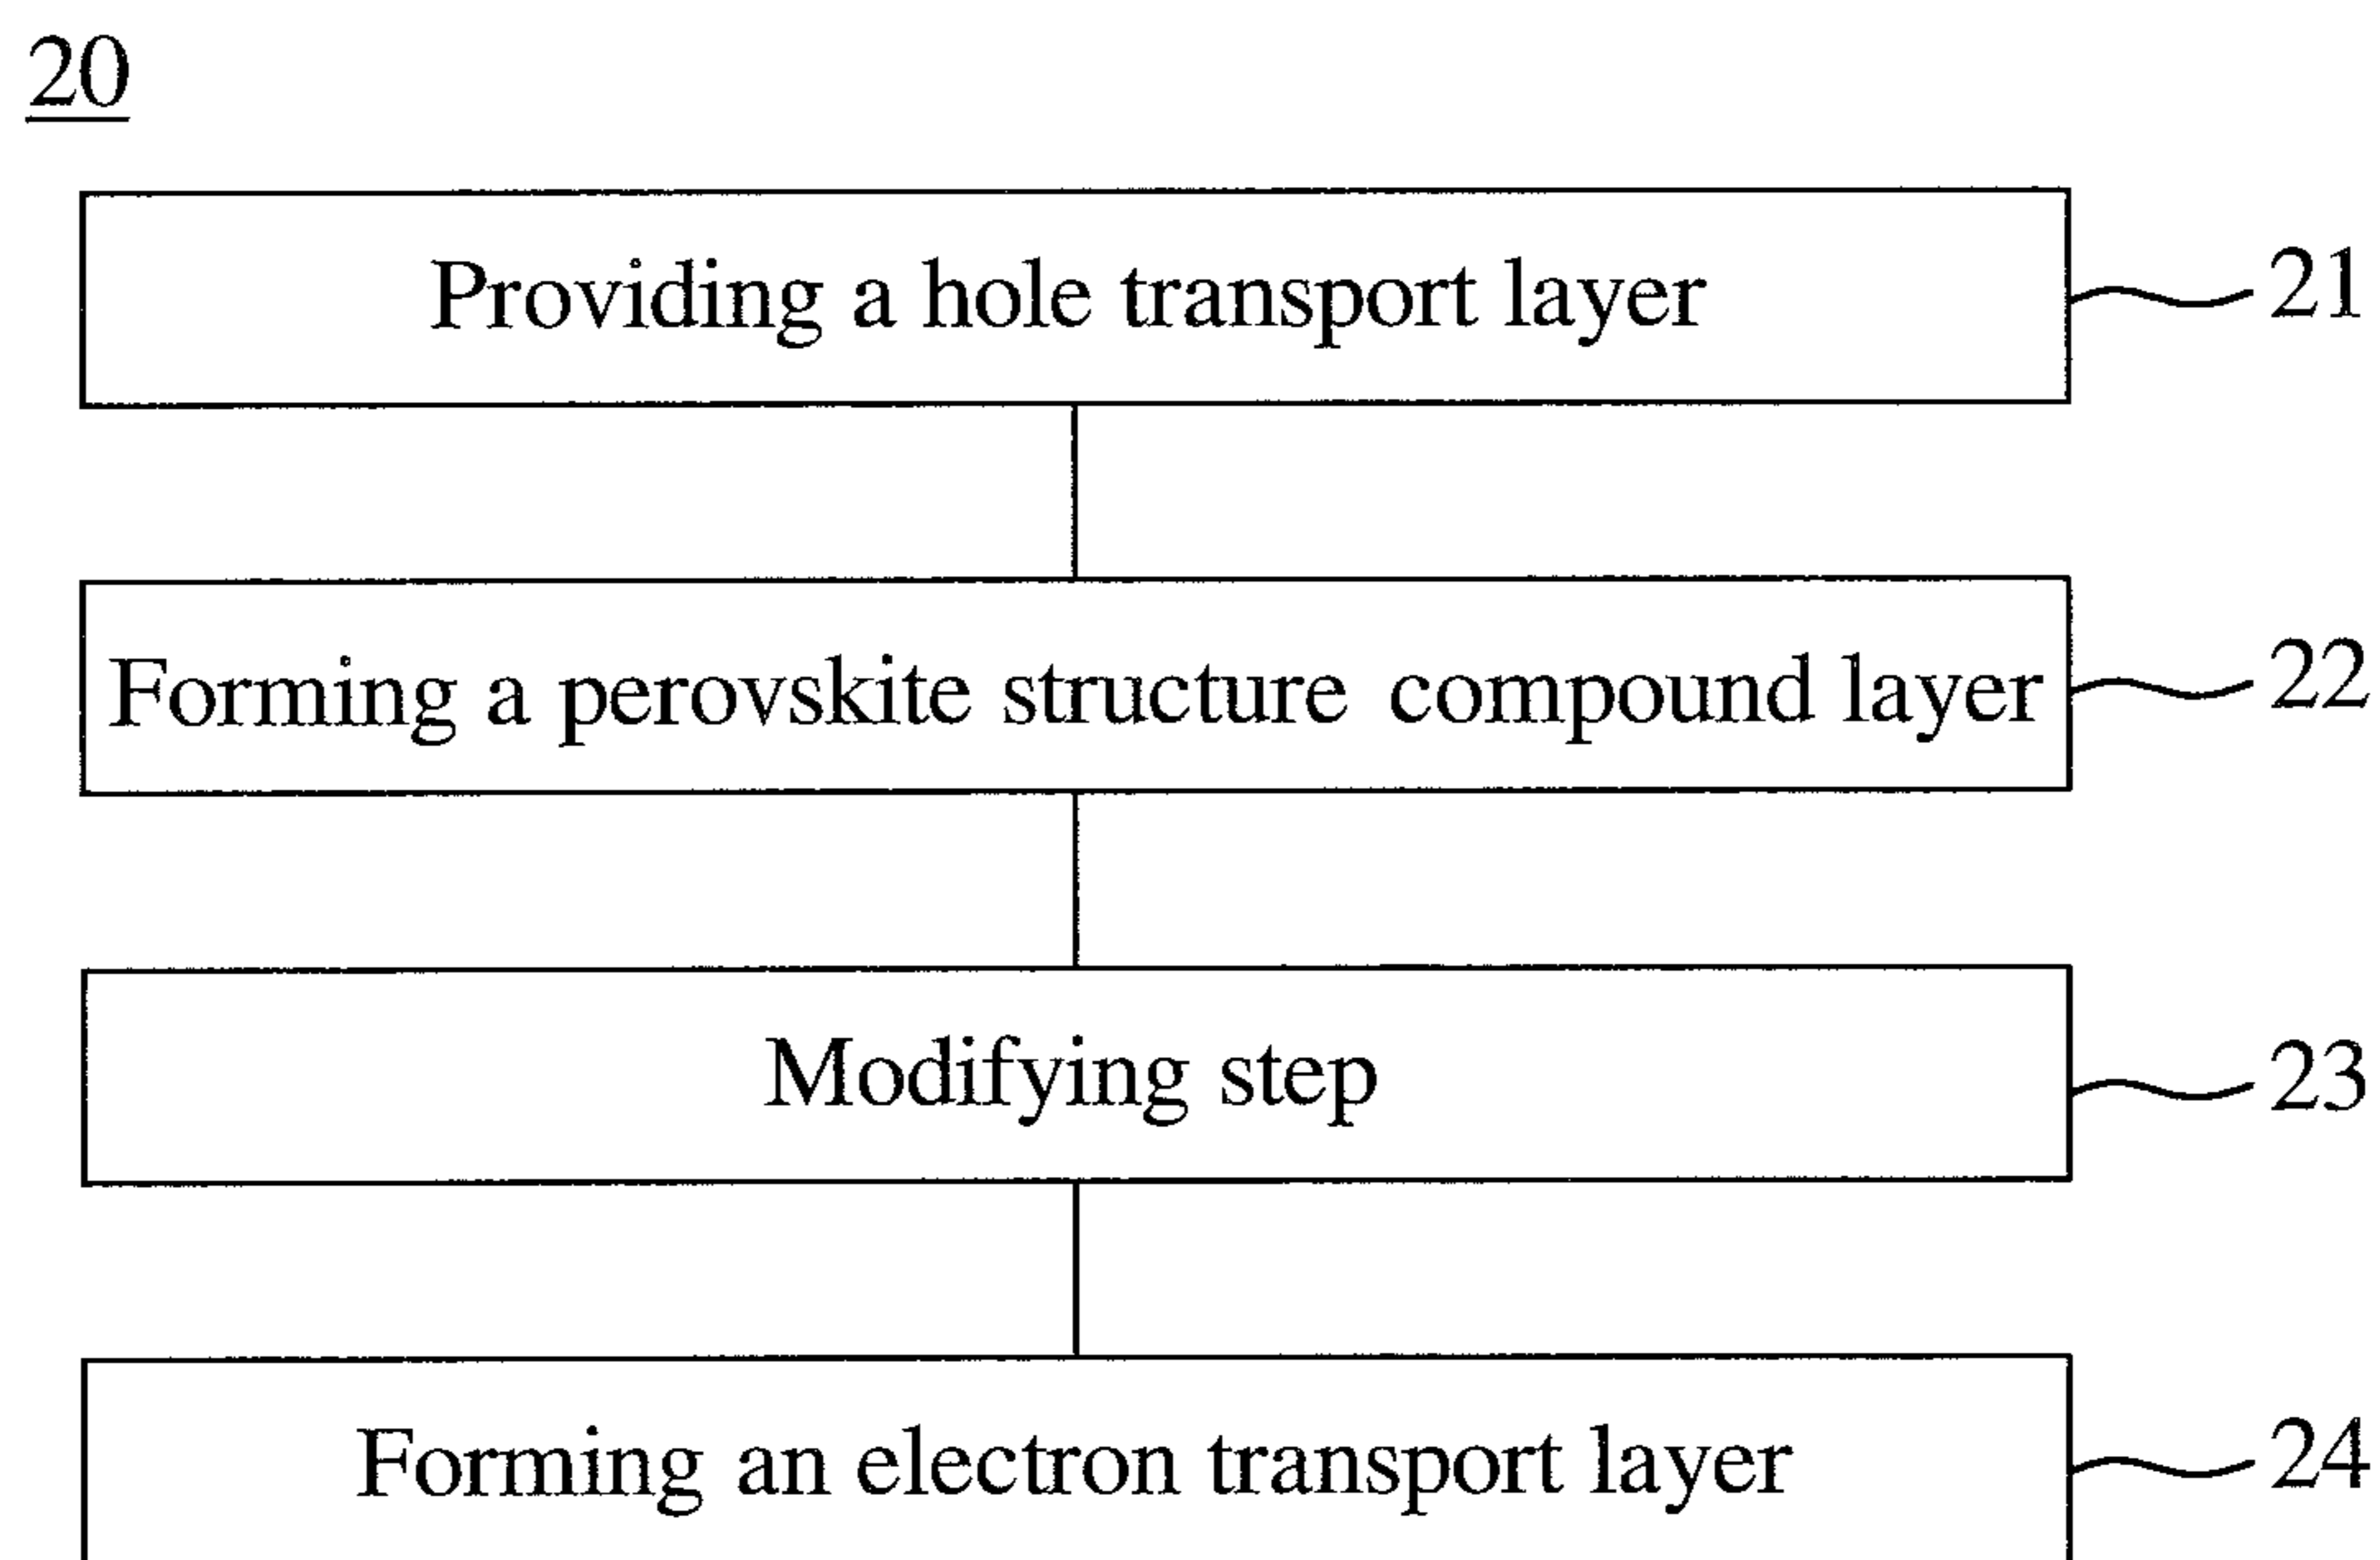 20
Providing a hole transport layer 21
Forming a perovskite structure compound layer 22
Modifying step 23
Forming an electron transport layer 24